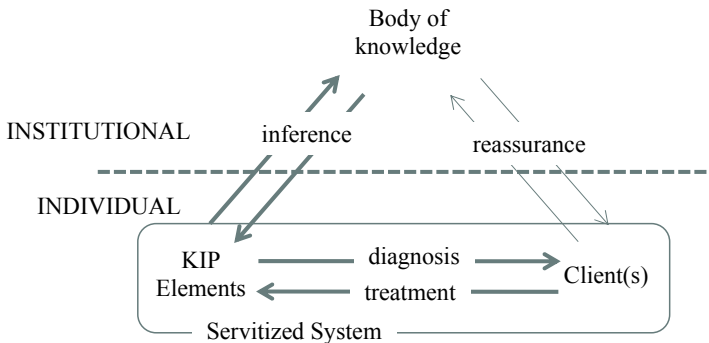 Body of
knowledge
INSTITUTIONAL
inference
reassurance
INDIVIDUAL
KIP
Elements
diagnosis
treatment
Client(s)
Servitized System